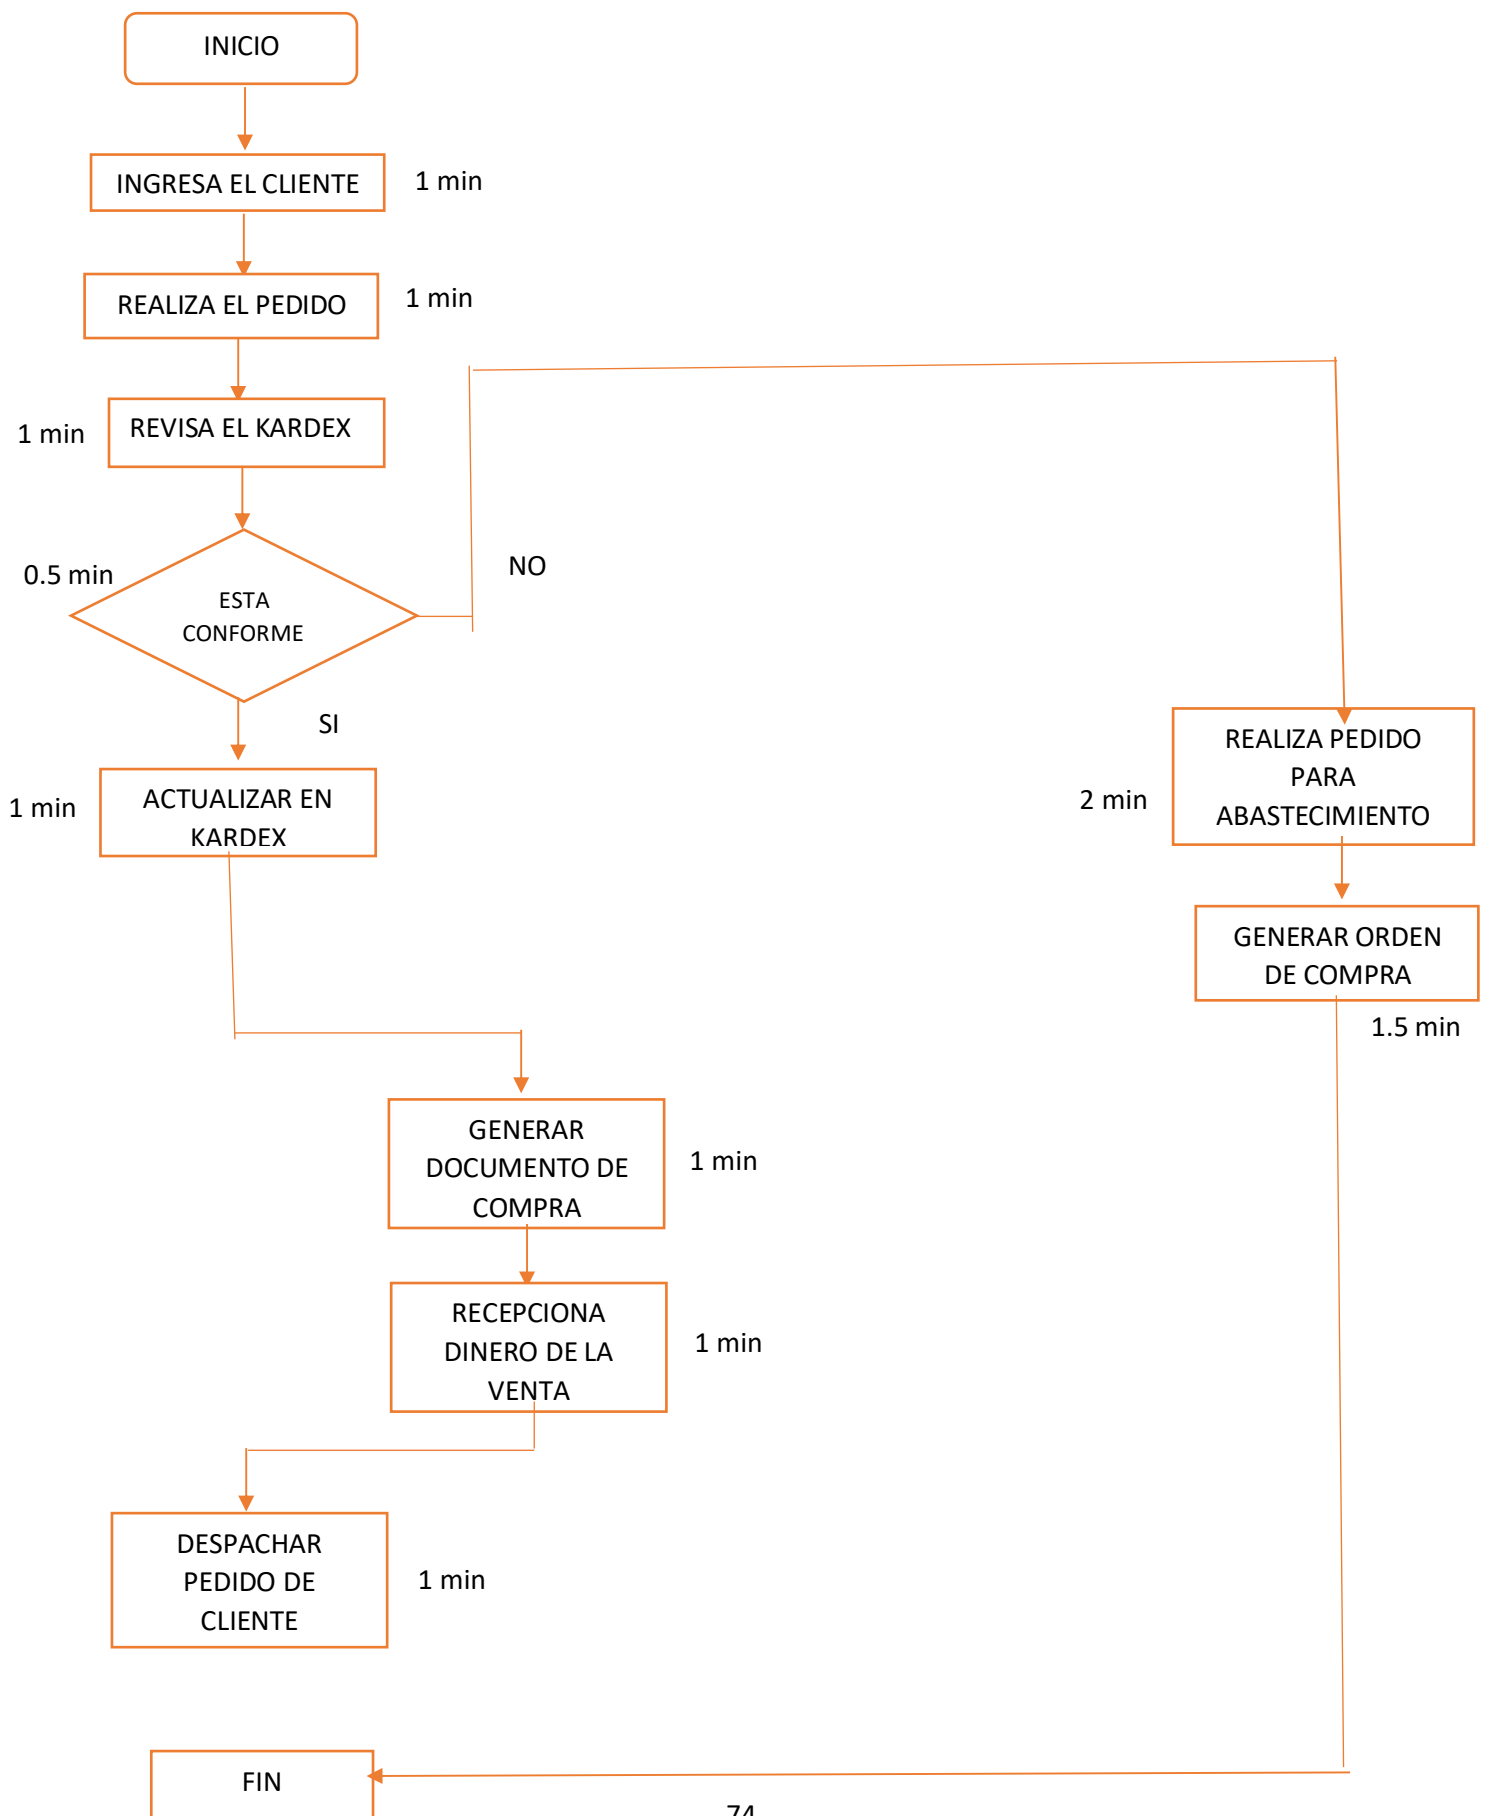 INICIO
INGRESA EL CLIENTE
1 min
REALIZA EL PEDIDO
1 min
REVISA EL KARDEX
1 min
0.5 min
ESTA
CONFORME
NO
SI
ACTUALIZAR EN
KARDEX
1 min
REALIZA PEDIDO
PARA
ABASTECIMIENTO
2 min
GENERAR ORDEN
DE COMPRA
1.5 min
GENERAR
DOCUMENTO DE
COMPRA
1 min
RECEPCIONA
DINERO DE LA
VENTA
1 min
DESPACHAR
PEDIDO DE
CLIENTE
1 min
FIN
74